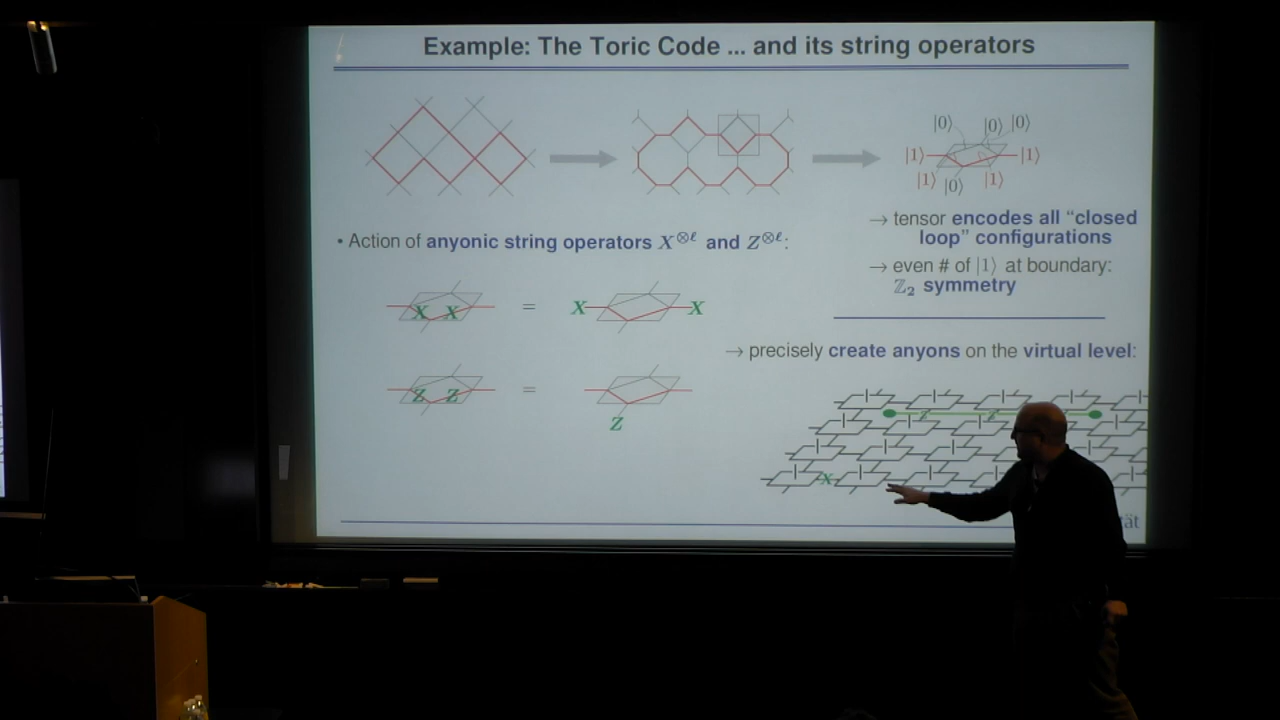 Example: The Toric Code ... and its string operators
|0⟩ |0⟩ |0⟩
|1⟩ |1⟩
|1⟩ |0⟩ |1⟩
→ tensor encodes all “closed
loop” configurations
→ even # of |1⟩ at boundary:
ℤ₂ symmetry
• Action of anyonic string operators X^{⊗ℓ} and Z^{⊗ℓ}:
X X = X X
Z Z = Z
→ precisely create anyons on the virtual level:
Z Z
X